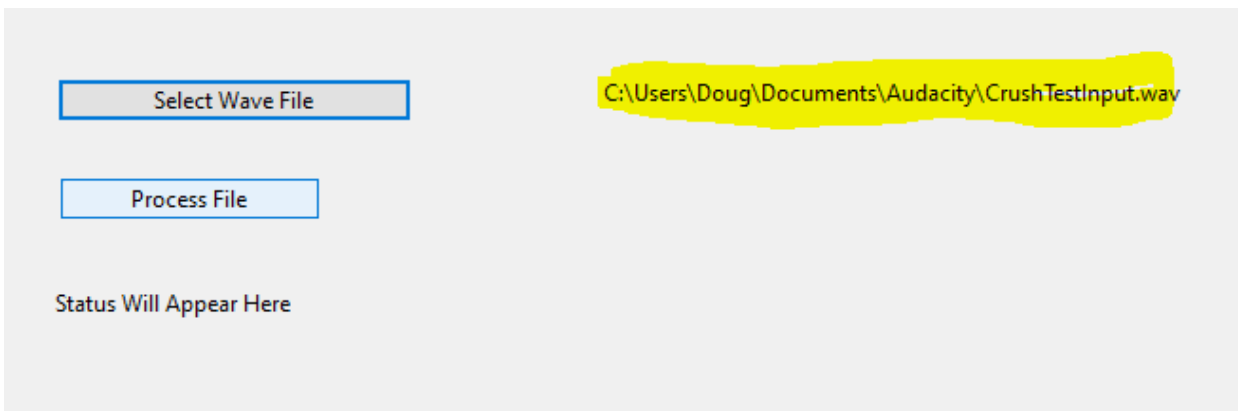 Select Wave File
C:\Users\Doug\Documents\Audacity\CrushTestInput.wav
Process File
Status Will Appear Here